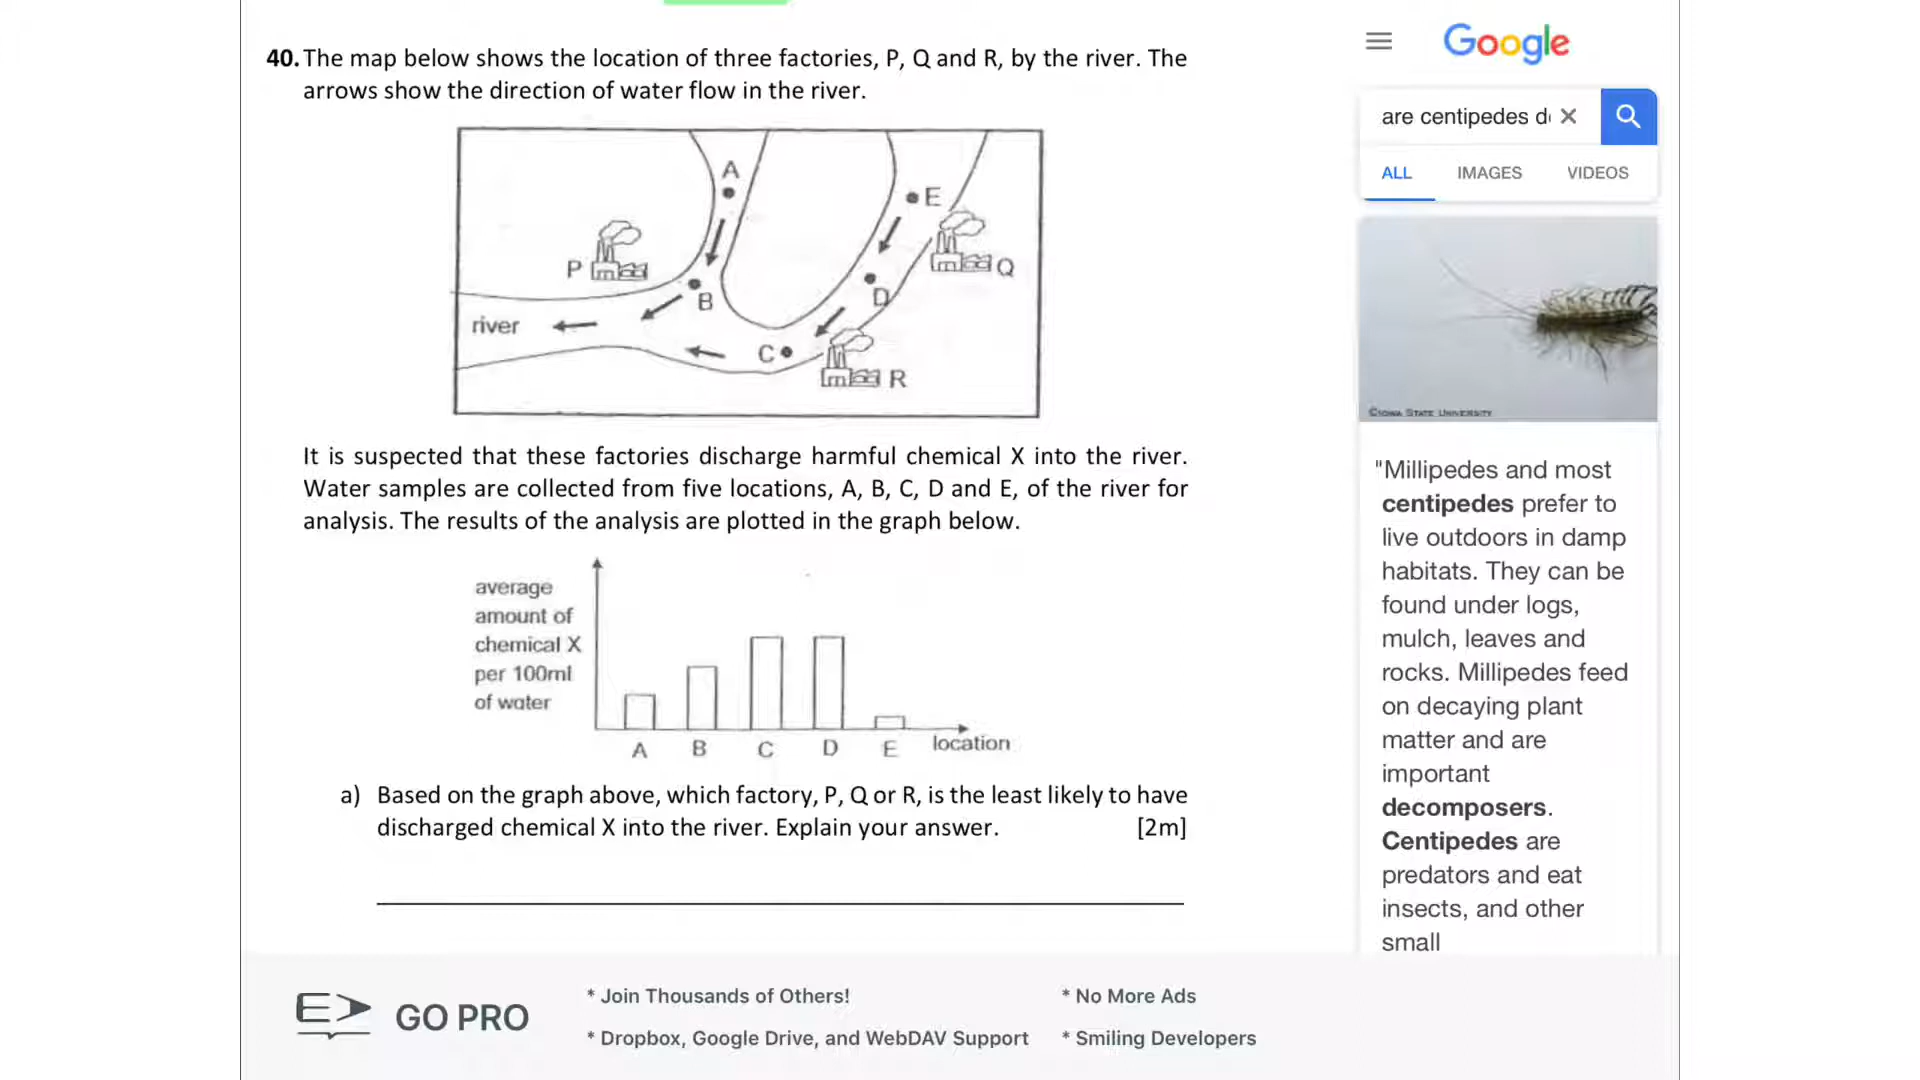 40. The map below shows the location of three factories, P, Q and R, by the river. The
arrows show the direction of water flow in the river.
A
E
P
Q
B
D
river
C
R
It is suspected that these factories discharge harmful chemical X into the river.
Water samples are collected from five locations, A, B, C, D and E, of the river for
analysis. The results of the analysis are plotted in the graph below.
average
amount of
chemical X
per 100ml
of water
A B C D E location
a) Based on the graph above, which factory, P, Q or R, is the least likely to have
discharged chemical X into the river. Explain your answer. [2m]
Google
are centipedes d
ALL IMAGES VIDEOS
©Iowa State University
"Millipedes and most
centipedes prefer to
live outdoors in damp
habitats. They can be
found under logs,
mulch, leaves and
rocks. Millipedes feed
on decaying plant
matter and are
important
decomposers.
Centipedes are
predators and eat
insects, and other
small
GO PRO
* Join Thousands of Others!
* No More Ads
* Dropbox, Google Drive, and WebDAV Support
* Smiling Developers